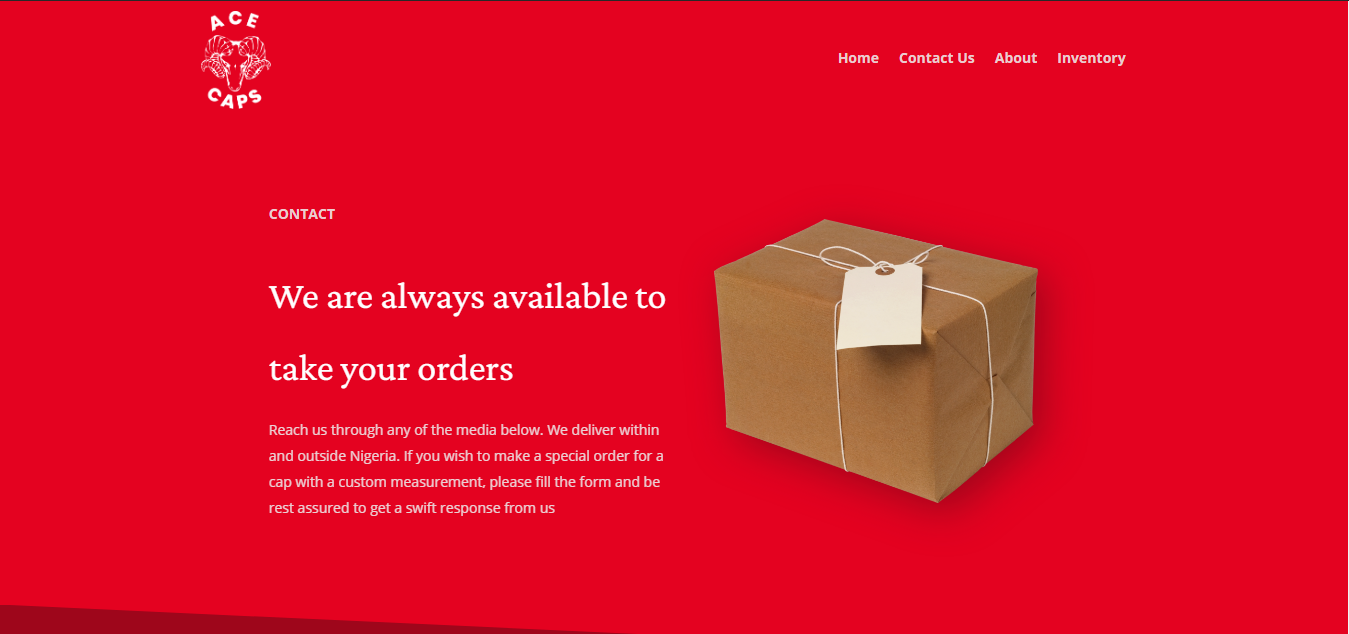 ACE
CAPS
Home Contact Us About Inventory
CONTACT
We are always available to
take your orders
Reach us through any of the media below. We deliver within
and outside Nigeria. If you wish to make a special order for a
cap with a custom measurement, please fill the form and be
rest assured to get a swift response from us